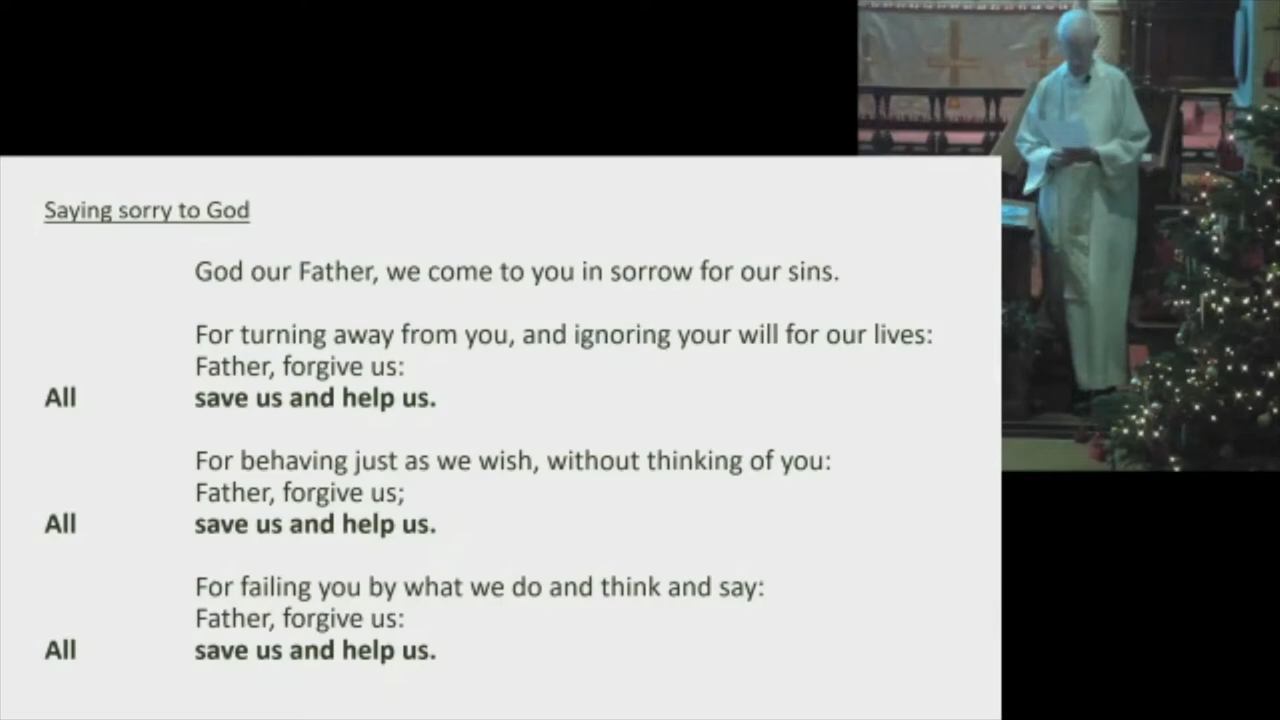 Saying sorry to God
God our Father, we come to you in sorrow for our sins.
For turning away from you, and ignoring your will for our lives:
Father, forgive us:
All save us and help us.
For behaving just as we wish, without thinking of you:
Father, forgive us;
All save us and help us.
For failing you by what we do and think and say:
Father, forgive us:
All save us and help us.